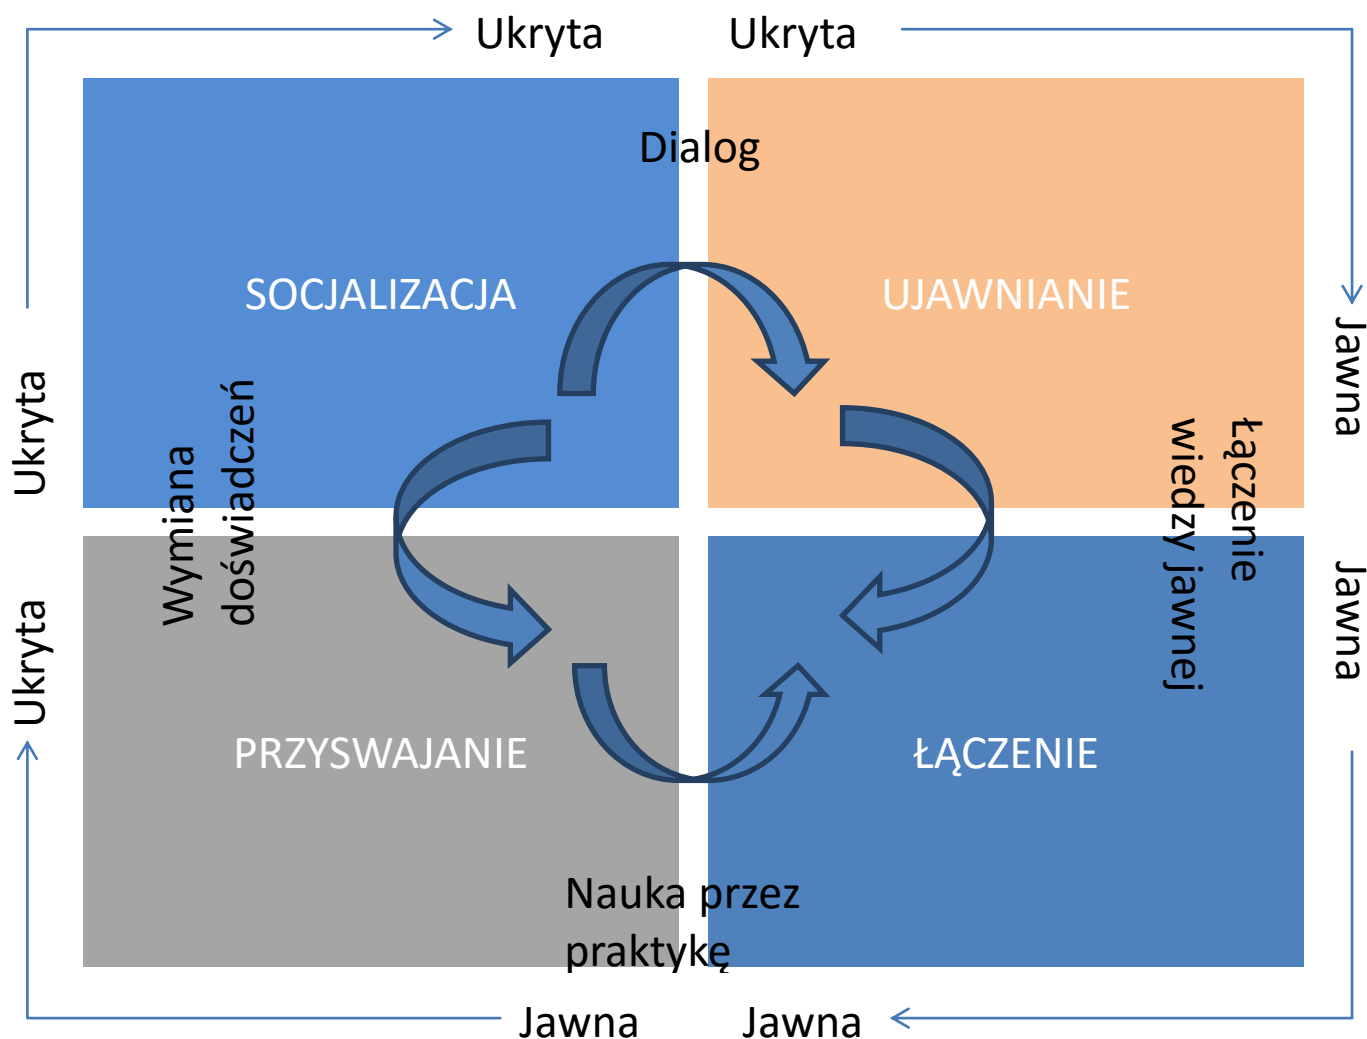 Ukryta
Ukryta
Dialog
SOCJALIZACJA
UJAWNIANIE
Ukryta
Jawna
Wymiana
doświadczeń
Łączenie
wiedzy jawnej
Ukryta
Jawna
PRZYSWAJANIE
ŁĄCZENIE
Nauka przez
praktykę
Jawna
Jawna